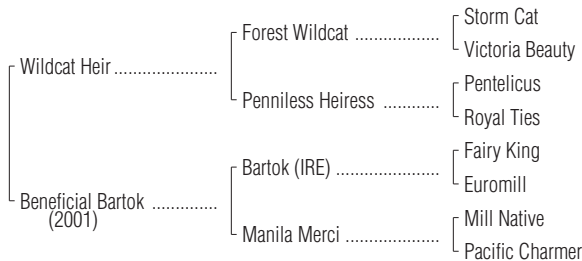 Storm Cat
Forest Wildcat ..................
Victoria Beauty
Wildcat Heir......................
Pentelicus
Penniless Heiress ............
Royal Ties
Fairy King
Bartok (IRE) ......................
Euromill
Beneficial Bartok ..............
(2001)
Mill Native
Manila Merci ....................
Pacific Charmer